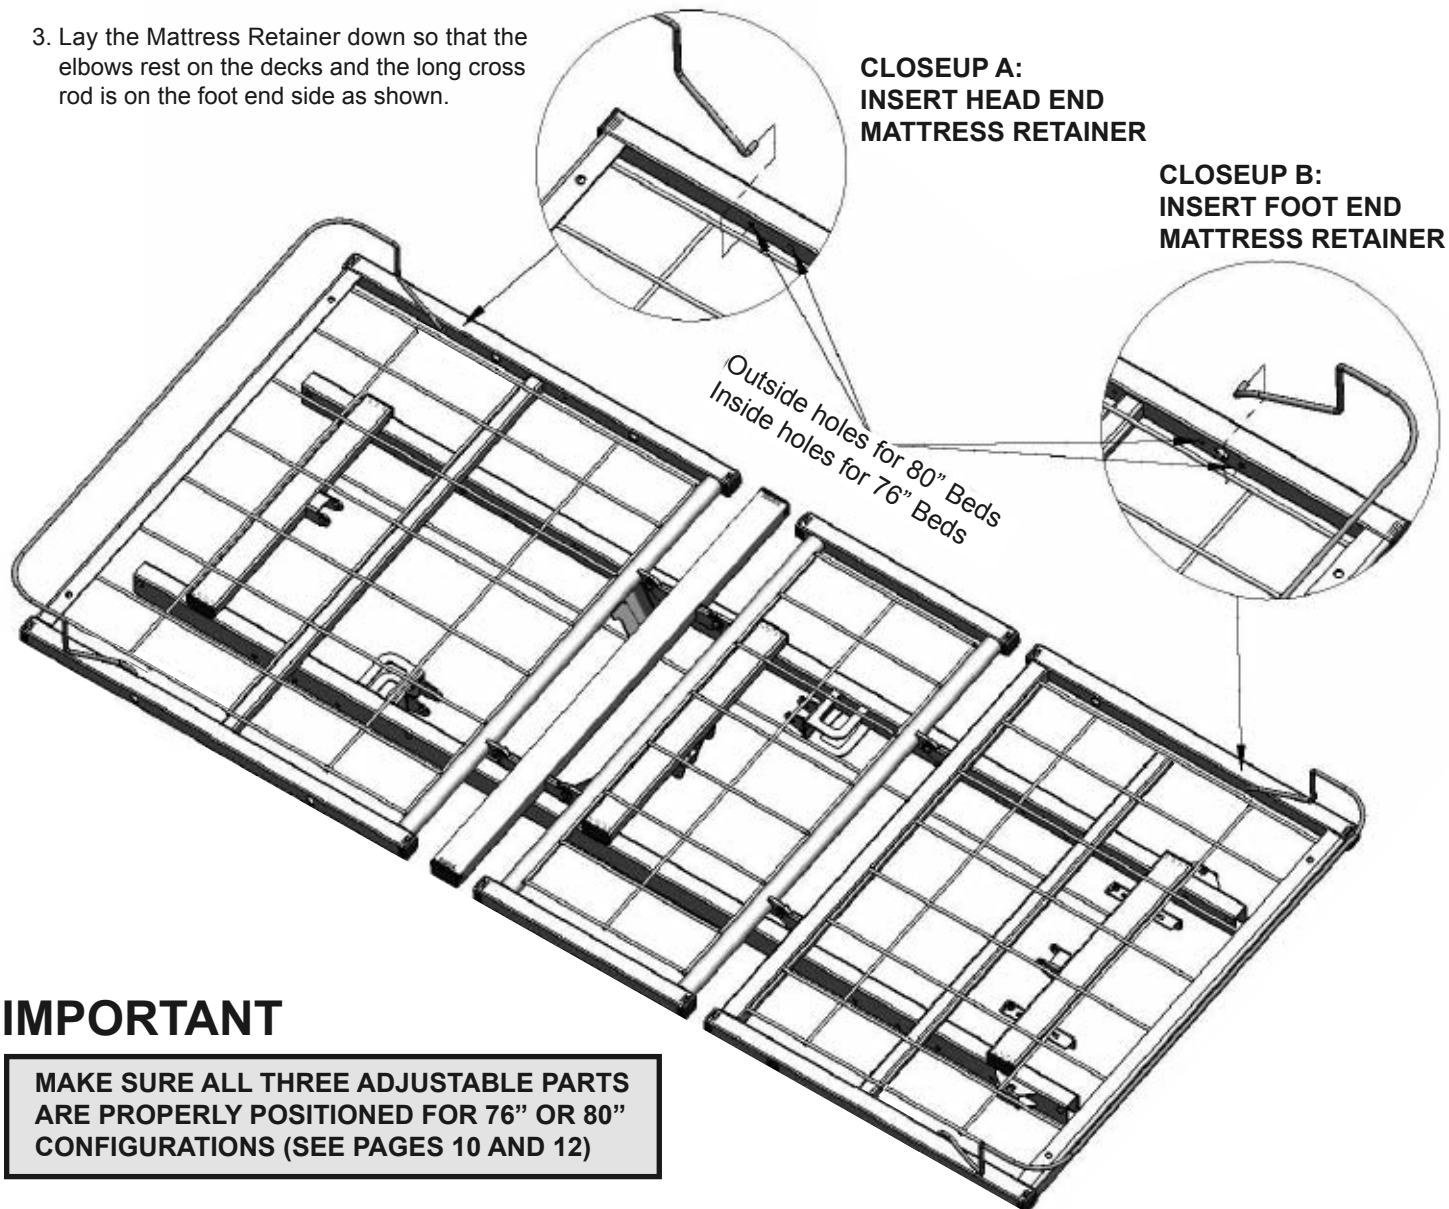 3. Lay the Mattress Retainer down so that the
elbows rest on the decks and the long cross
rod is on the foot end side as shown.
CLOSEUP A:
INSERT HEAD END
MATTRESS RETAINER
CLOSEUP B:
INSERT FOOT END
MATTRESS RETAINER
Outside holes for 80” Beds
Inside holes for 76” Beds
IMPORTANT
MAKE SURE ALL THREE ADJUSTABLE PARTS
ARE PROPERLY POSITIONED FOR 76” OR 80”
CONFIGURATIONS (SEE PAGES 10 AND 12)